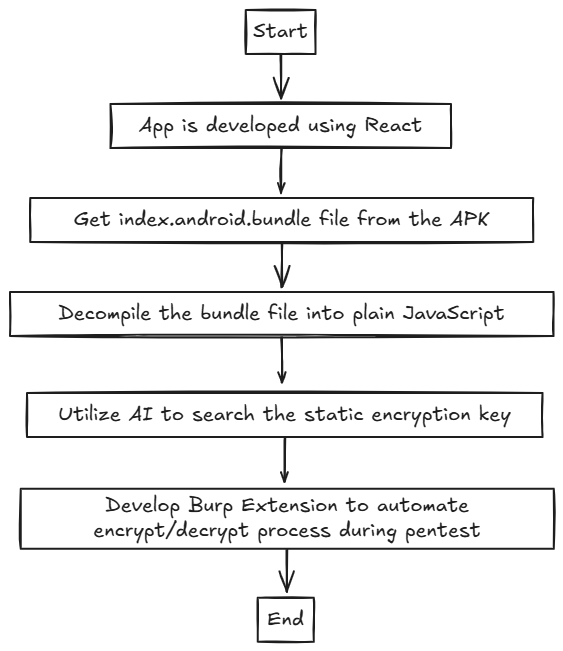 Start
App is developed using React
Get index.android.bundle file from the APK
Decompile the bundle file into plain JavaScript
Utilize AI to search the static encryption key
Develop Burp Extension to automate
encrypt/decrypt process during pentest
End